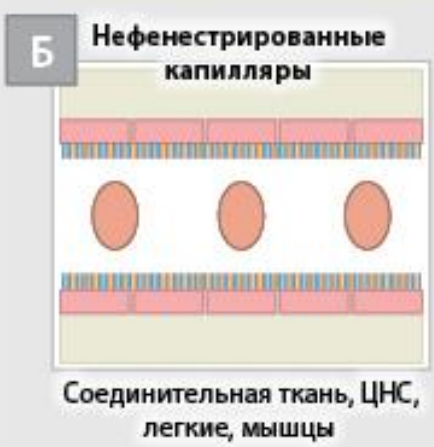 Б
Нефенестрированные
капилляры
Соединительная ткань, ЦНС,
легкие, мышцы